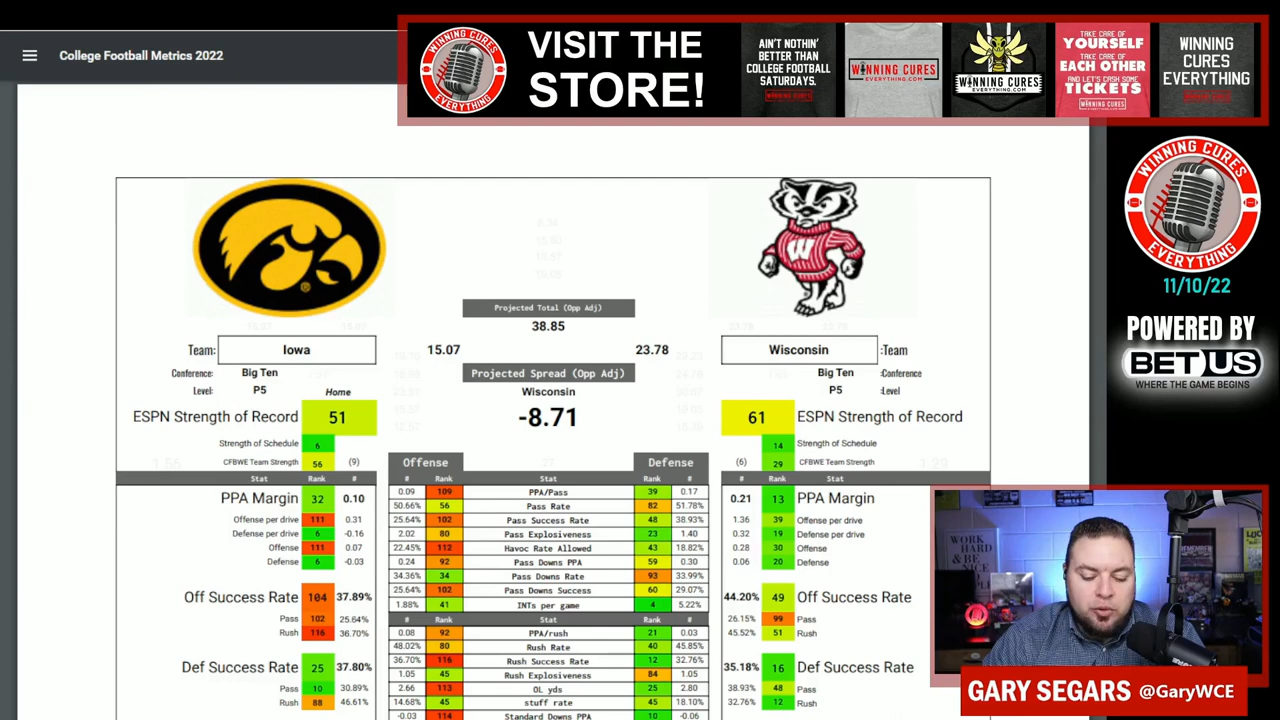 College Football Metrics 2022
WINNING CURES
EVERYTHING
VISIT THE
STORE!
AIN'T NOTHIN'
BETTER THAN
COLLEGE FOOTBALL
SATURDAYS.
WINNING CURES
EVERYTHING.COM
WINNING CURES
EVERYTHING.COM
TAKE CARE OF
YOURSELF
TAKE CARE OF
EACH OTHER
AND LET'S CASH SOME
TICKETS
WINNING
CURES
EVERYTHING
WINNING CURES
EVERYTHING
11/10/22
POWERED BY
BETUS
WHERE THE GAME BEGINS
W
Projected Total (Opp Adj)
38.85
Team: Iowa 15.07 23.78 Wisconsin :Team
Conference: Big Ten Projected Spread (Opp Adj) Big Ten :Conference
Level: P5 Home Wisconsin P5 :Level
ESPN Strength of Record 51 -8.71 61 ESPN Strength of Record
Strength of Schedule 6 14 Strength of Schedule
CFBWE Team Strength 56 (9) Offense Defense (6) 29 CFBWE Team Strength
Stat Rank # # Rank Stat Rank # # Rank Stat
PPA Margin 32 0.10 0.09 109 PPA/Pass 39 0.17 0.21 13 PPA Margin
50.66% 56 Pass Rate 82 51.78%
Offense per drive 111 0.31 25.64% 102 Pass Success Rate 48 38.93% 1.36 39 Offense per drive
Defense per drive 6 -0.16 2.02 80 Pass Explosiveness 23 1.40 0.32 19 Defense per drive
Offense 111 0.07 22.45% 112 Havoc Rate Allowed 43 18.82% 0.28 30 Offense
Defense 6 -0.03 0.24 92 Pass Downs PPA 59 0.30 0.06 20 Defense
34.36% 34 Pass Downs Rate 93 33.99%
Off Success Rate 104 37.89% 25.64% 102 Pass Downs Success 60 29.07% 44.20% 49 Off Success Rate
1.88% 41 INTs per game 4 5.22%
Pass 102 25.64% # Rank Stat Rank # 26.15% 99 Pass
Rush 116 36.70% 0.08 92 PPA/rush 21 0.03 45.52% 51 Rush
48.02% 80 Rush Rate 40 45.85%
Def Success Rate 25 37.80% 36.70% 116 Rush Success Rate 12 32.76% 35.18% 16 Def Success Rate
1.05 45 Rush Explosiveness 84 1.05
Pass 10 30.89% 2.66 113 OL yds 25 2.80 38.93% 48 Pass
Rush 88 46.61% 14.68% 45 stuff rate 45 18.10% 32.76% 12 Rush
-0.03 114 Standard Downs PPA 10 -0.06
WORK
HARD
&
BE
GARY SEGARS @GaryWCE